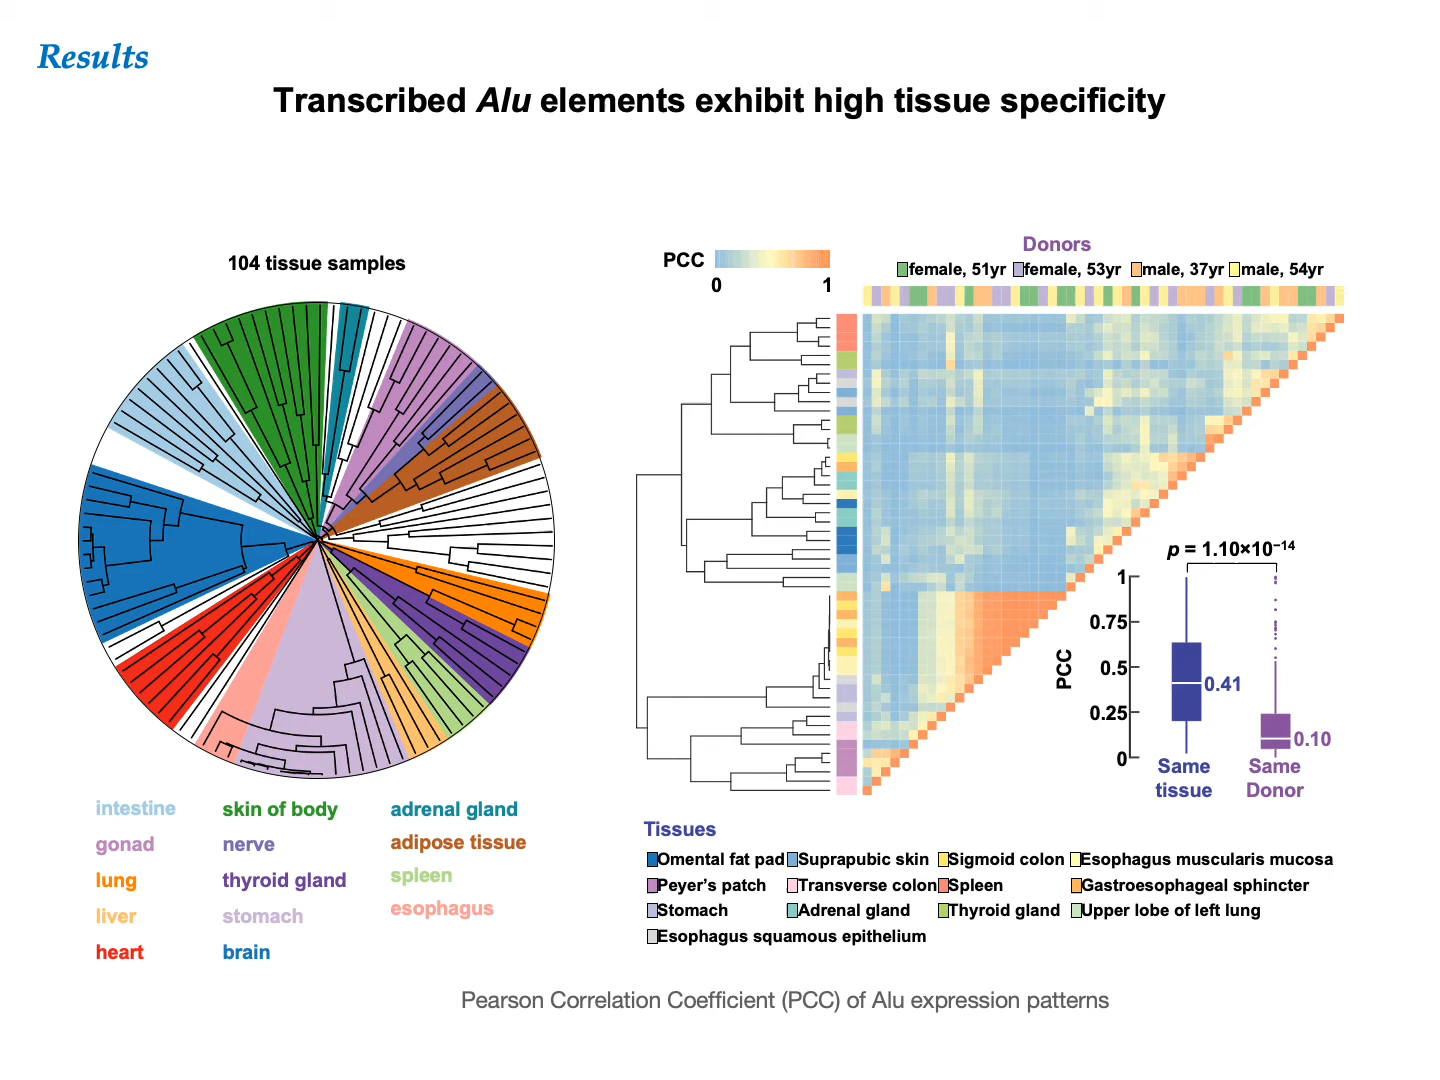 Results
Transcribed Alu elements exhibit high tissue specificity
104 tissue samples
intestine
skin of body
adrenal gland
gonad
nerve
adipose tissue
lung
thyroid gland
spleen
liver
stomach
esophagus
heart
brain
PCC
0 1
Donors
female, 51yr female, 53yr male, 37yr male, 54yr
p = 1.10×10⁻¹⁴
PCC
1
0.75
0.5
0.25
0
0.41
0.10
Same tissue
Same Donor
Tissues
Omental fat pad Suprapubic skin Sigmoid colon Esophagus muscularis mucosa
Peyer's patch Transverse colon Spleen Gastroesophageal sphincter
Stomach Adrenal gland Thyroid gland Upper lobe of left lung
Esophagus squamous epithelium
Pearson Correlation Coefficient (PCC) of Alu expression patterns